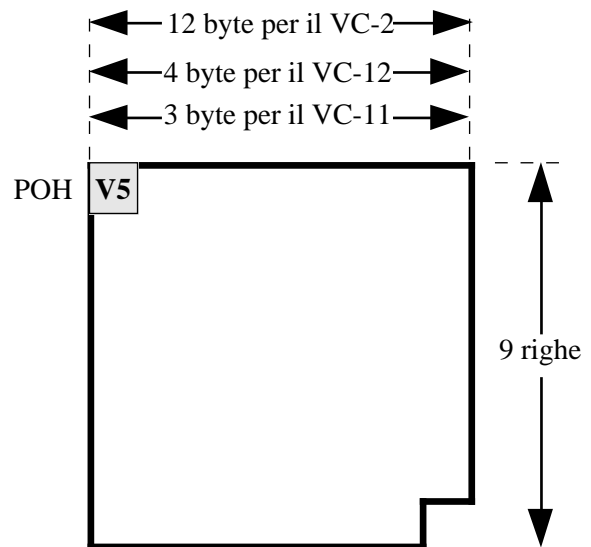 12 byte per il VC-2
4 byte per il VC-12
3 byte per il VC-11
POH V5
9 righe